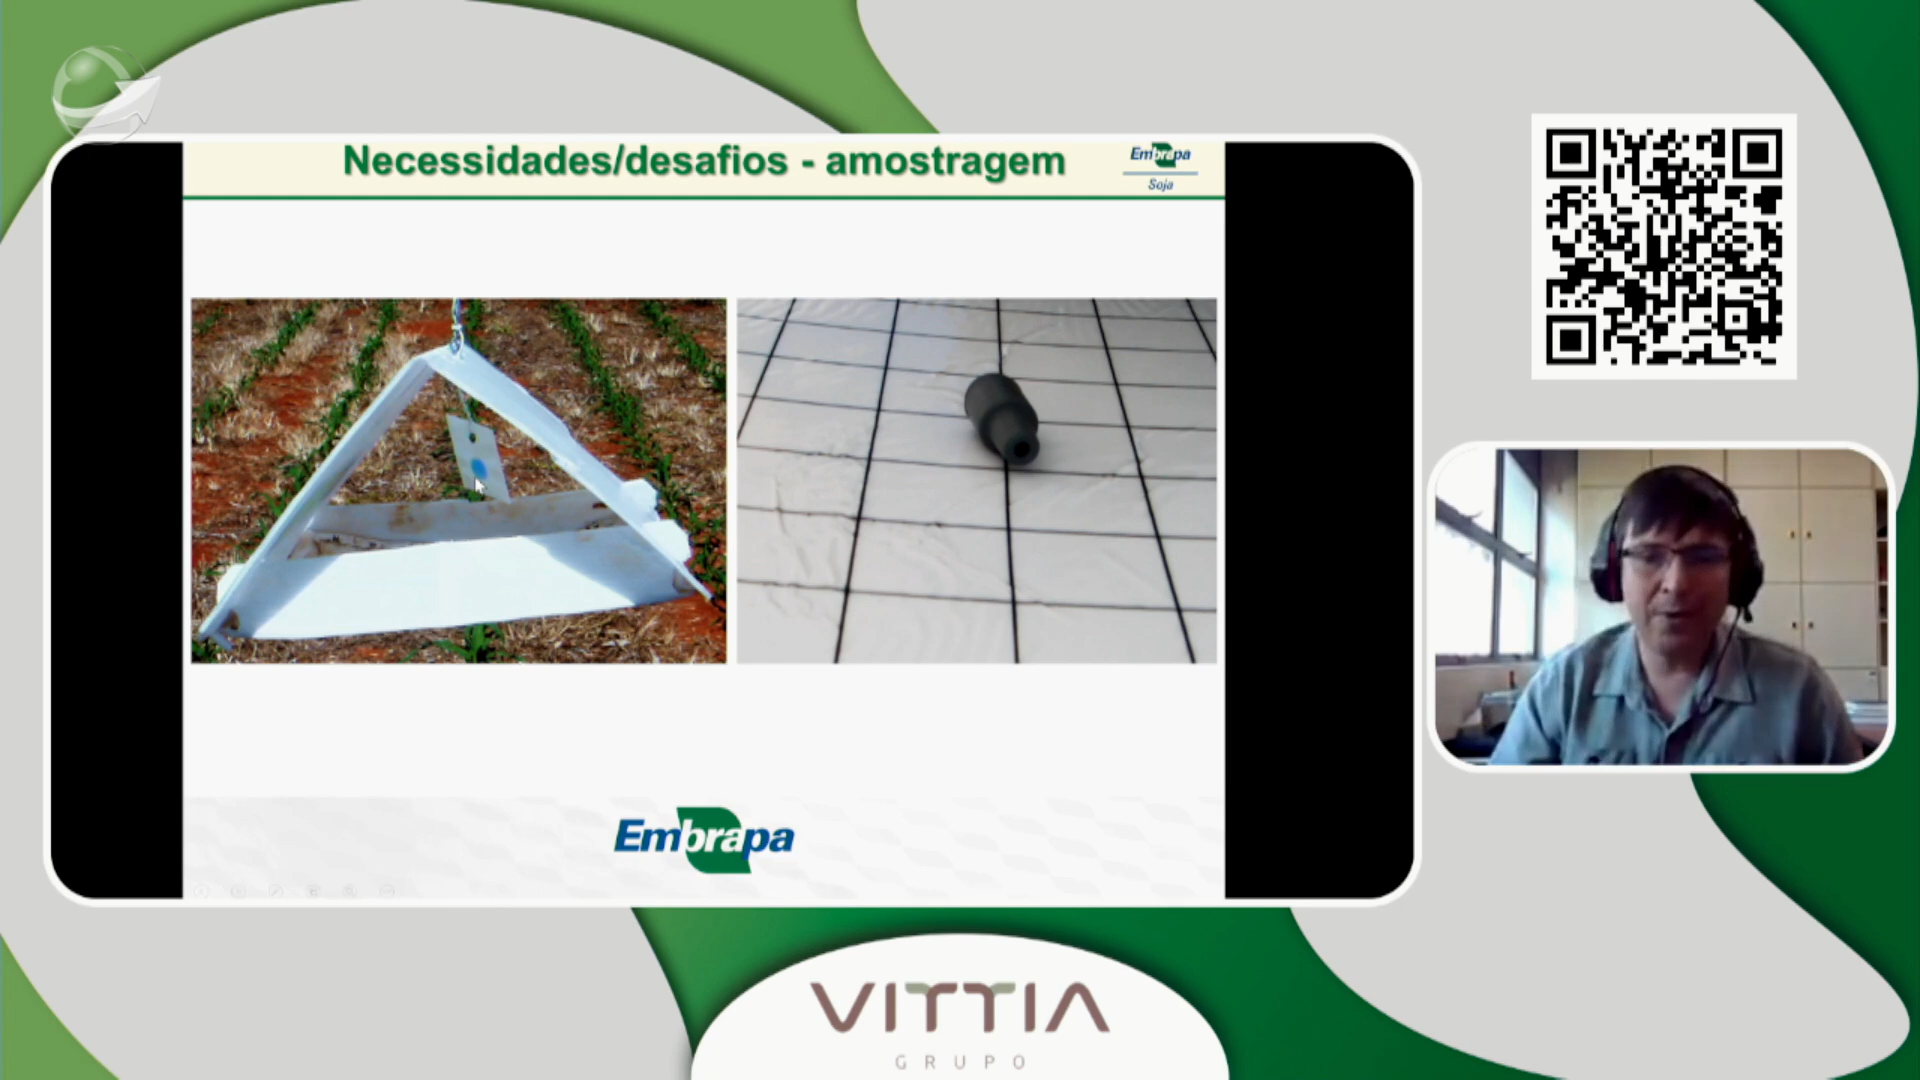 Necessidades/desafios - amostragem
Embrapa
Soja
Embrapa
VITTIA
GRUPO